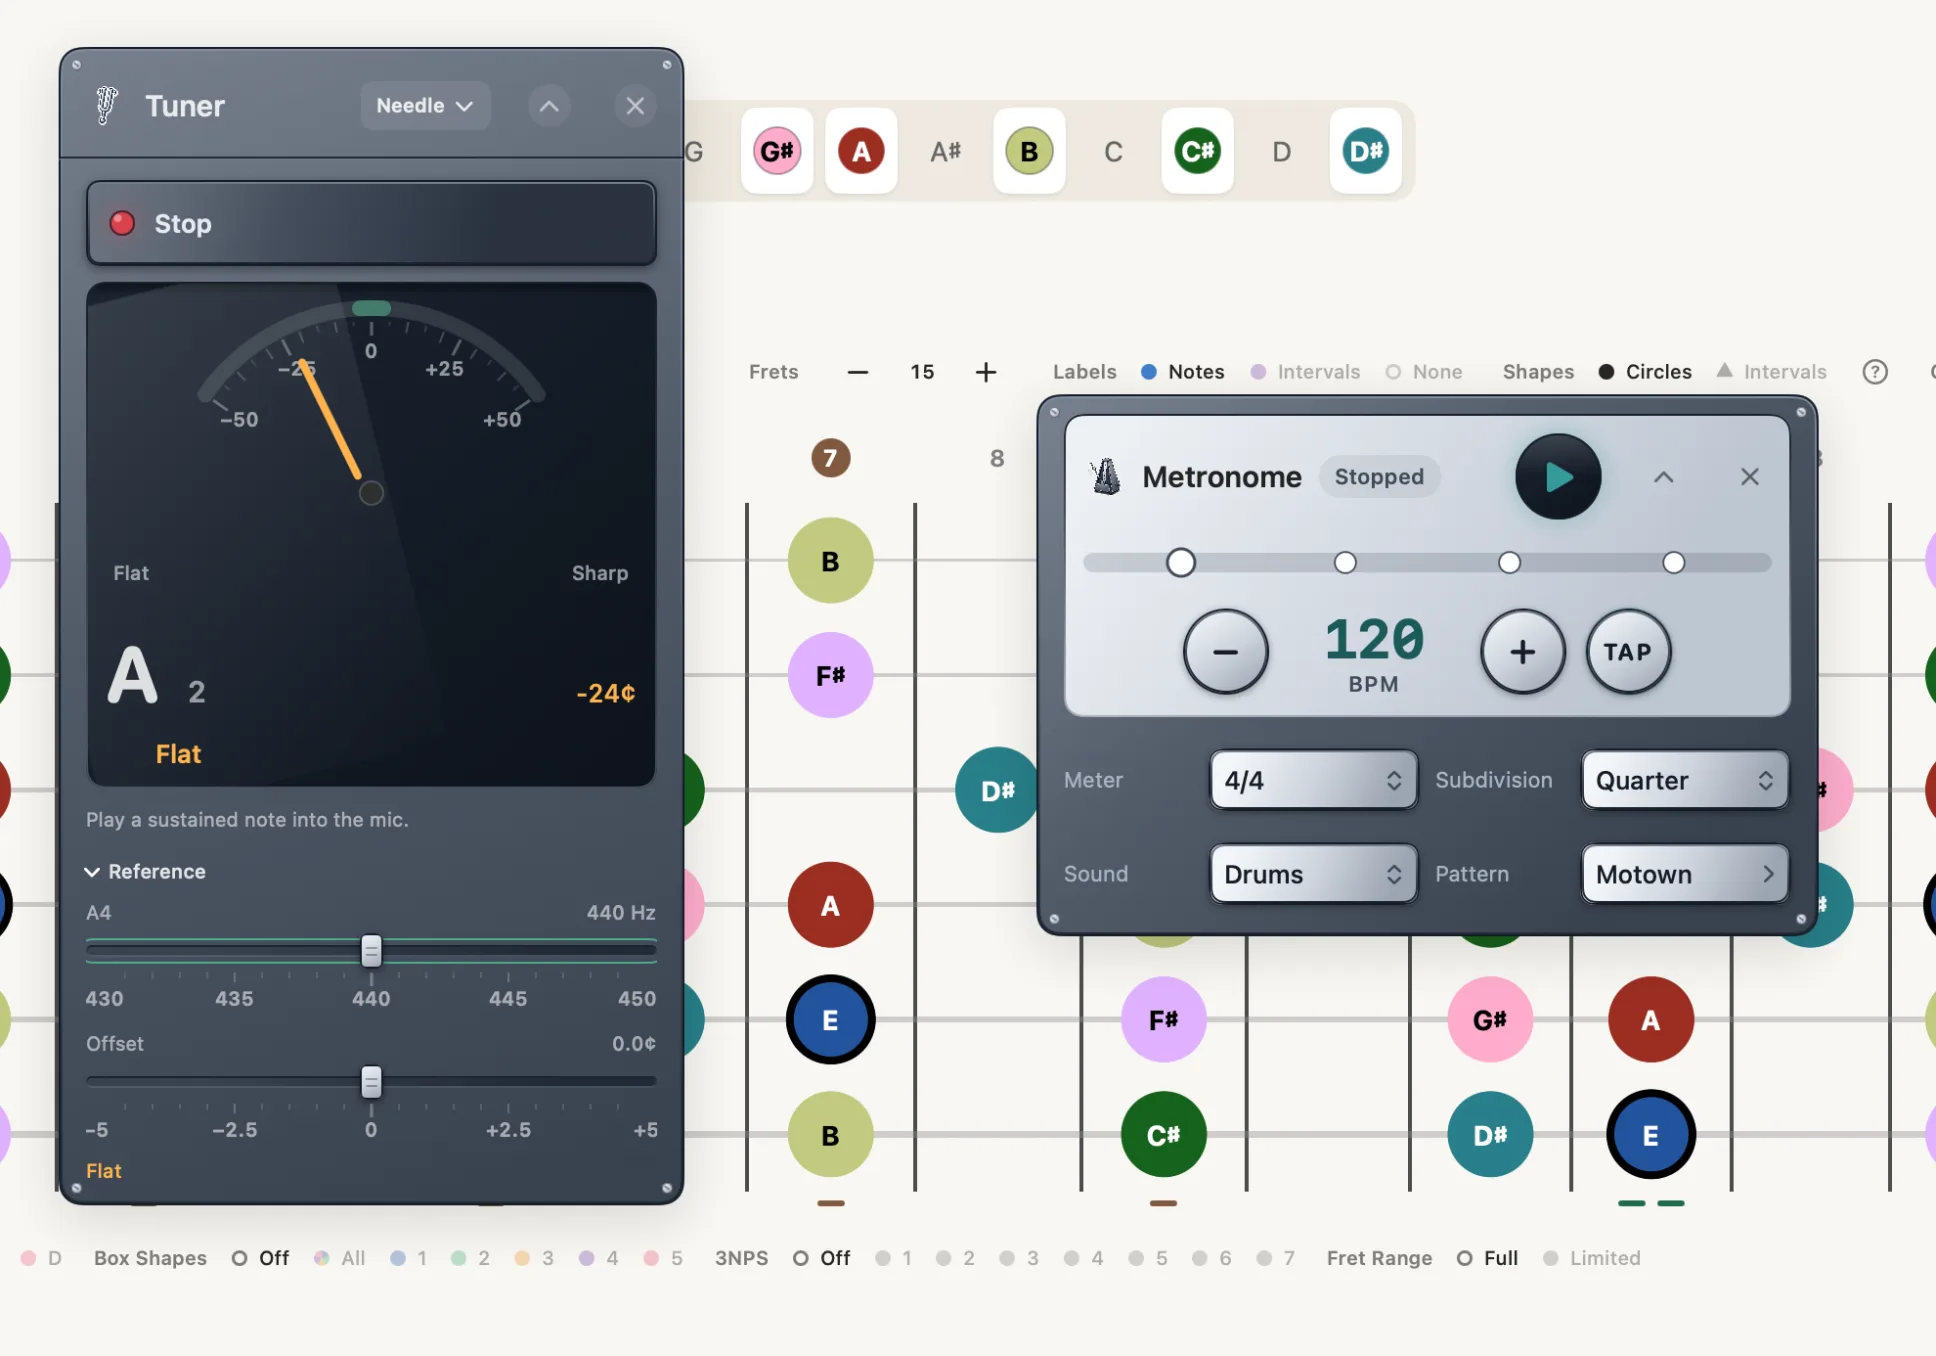 Tuner
Needle
Stop
0
−25
+25
−50
+50
Flat
Sharp
A 2
-24¢
Flat
Play a sustained note into the mic.
Reference
A4
440 Hz
430 435 440 445 450
Offset
0.0¢
−5 −2.5 0 +2.5 +5
Flat
G G# A A# B C C# D D#
Frets − 15 +
Labels Notes Intervals None
Shapes Circles Intervals ?
7 8
Metronome
Stopped
− 120 + TAP
BPM
Meter 4/4
Subdivision Quarter
Sound Drums
Pattern Motown
B
F#
D#
A
E F# G# A
B C# D# E
D
Box Shapes Off All 1 2 3 4 5
3NPS Off 1 2 3 4 5 6 7
Fret Range Full Limited